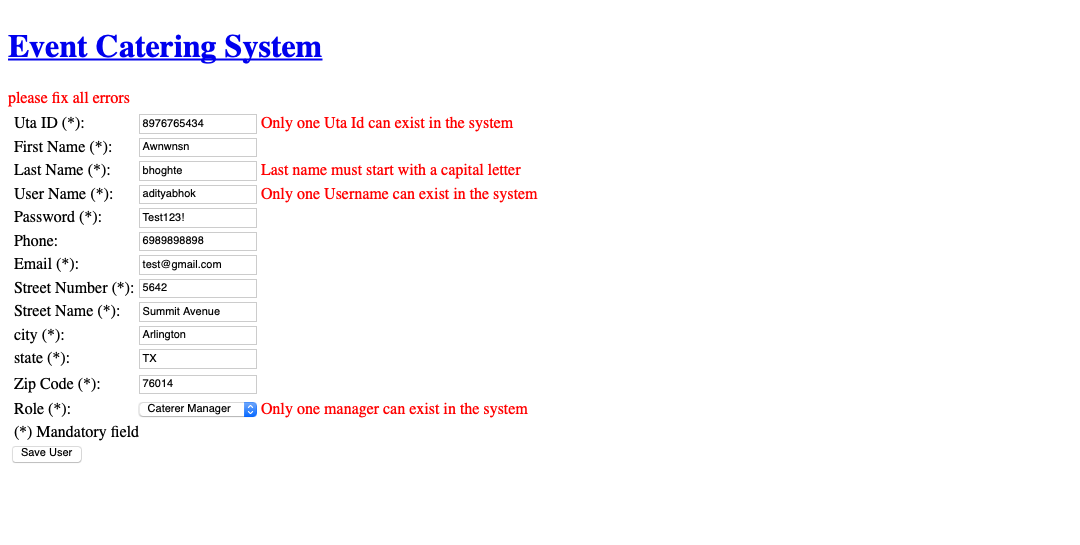 Event Catering System
please fix all errors
Uta ID (*): 8976765434 Only one Uta Id can exist in the system
First Name (*): Awnwnsn
Last Name (*): bhoghte Last name must start with a capital letter
User Name (*): adityabhok Only one Username can exist in the system
Password (*): Test123!
Phone: 6989898898
Email (*): test@gmail.com
Street Number (*): 5642
Street Name (*): Summit Avenue
city (*): Arlington
state (*): TX
Zip Code (*): 76014
Role (*): Caterer Manager Only one manager can exist in the system
(*) Mandatory field
Save User